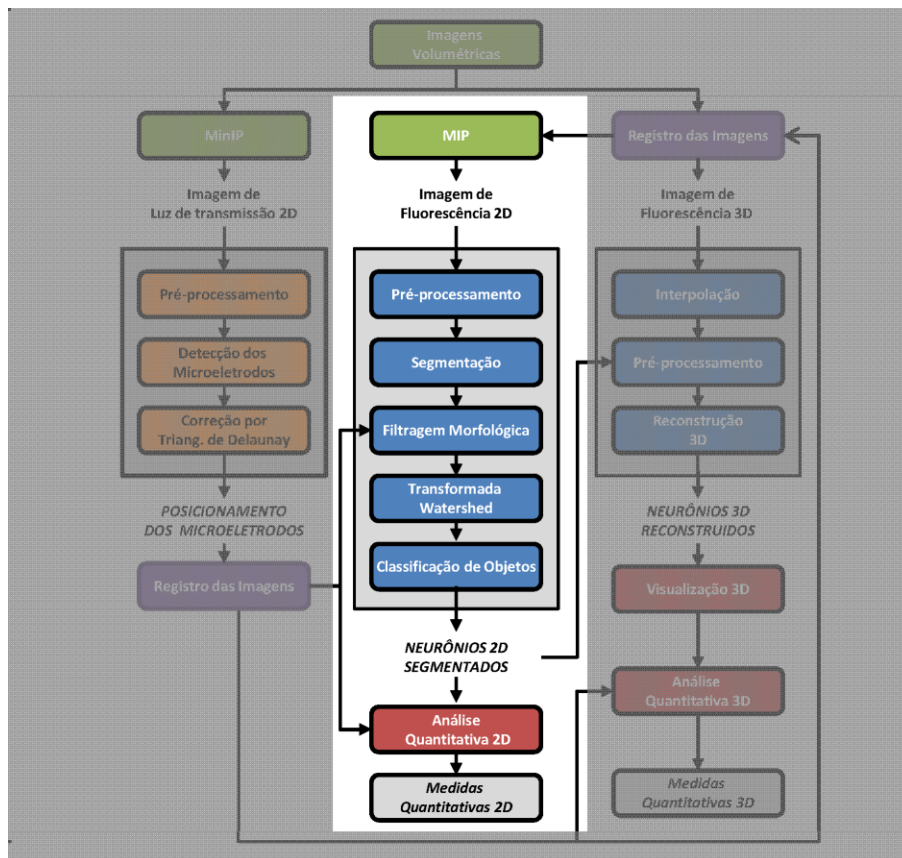 Imagens
Volumétricas
MinIP
Imagem de
Luz de transmissão 2D
Pré-processamento
Detecção dos
Microeletrodos
Correção por
Triang. de Delaunay
POSICIONAMENTO
DOS MICROELETRODOS
Registro das Imagens
MIP
Imagem de
Fluorescência 2D
Pré-processamento
Segmentação
Filtragem Morfológica
Transformada
Watershed
Classificação de Objetos
NEURÔNIOS 2D
SEGMENTADOS
Análise
Quantitativa 2D
Medidas
Quantitativas 2D
Registro das Imagens
Imagem de
Fluorescência 3D
Interpolação
Pré-processamento
Reconstrução
3D
NEURÔNIOS 3D
RECONSTRUIDOS
Visualização 3D
Análise
Quantitativa 3D
Medidas
Quantitativas 3D